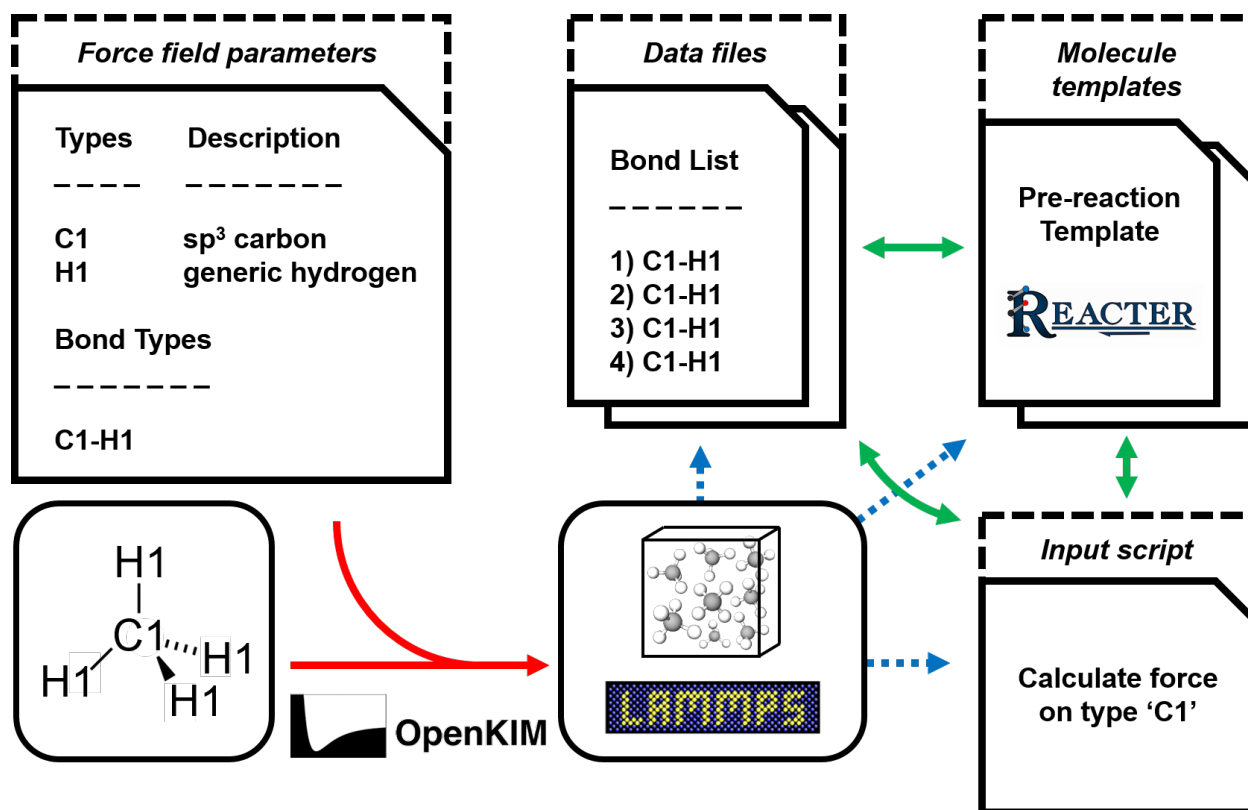 Force field parameters
Types Description
C1 sp³ carbon
H1 generic hydrogen
Bond Types
C1-H1
Data files
Bond List
1) C1-H1
2) C1-H1
3) C1-H1
4) C1-H1
Molecule
templates
Pre-reaction
Template
REACTER
H1
C1
H1
H1
H1
OpenKIM
LAMMPS
Input script
Calculate force
on type ‘C1’